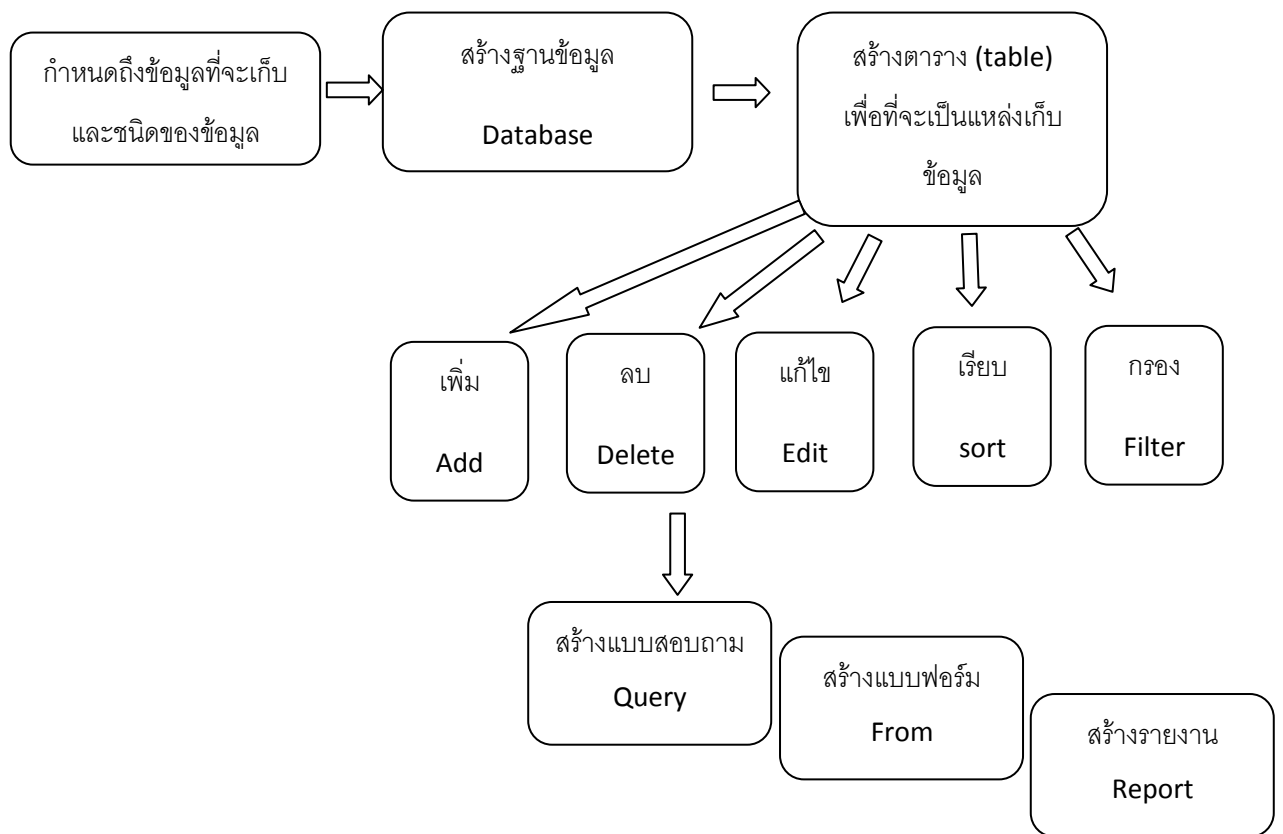 กำหนดถึงข้อมูลที่จะเก็บ
และชนิดของข้อมูล
สร้างฐานข้อมูล
Database
สร้างตาราง (table)
เพื่อที่จะเป็นแหล่งเก็บ
ข้อมูล
เพิ่ม
Add
ลบ
Delete
แก้ไข
Edit
เรียบ
sort
กรอง
Filter
สร้างแบบสอบถาม
Query
สร้างแบบฟอร์ม
From
สร้างรายงาน
Report